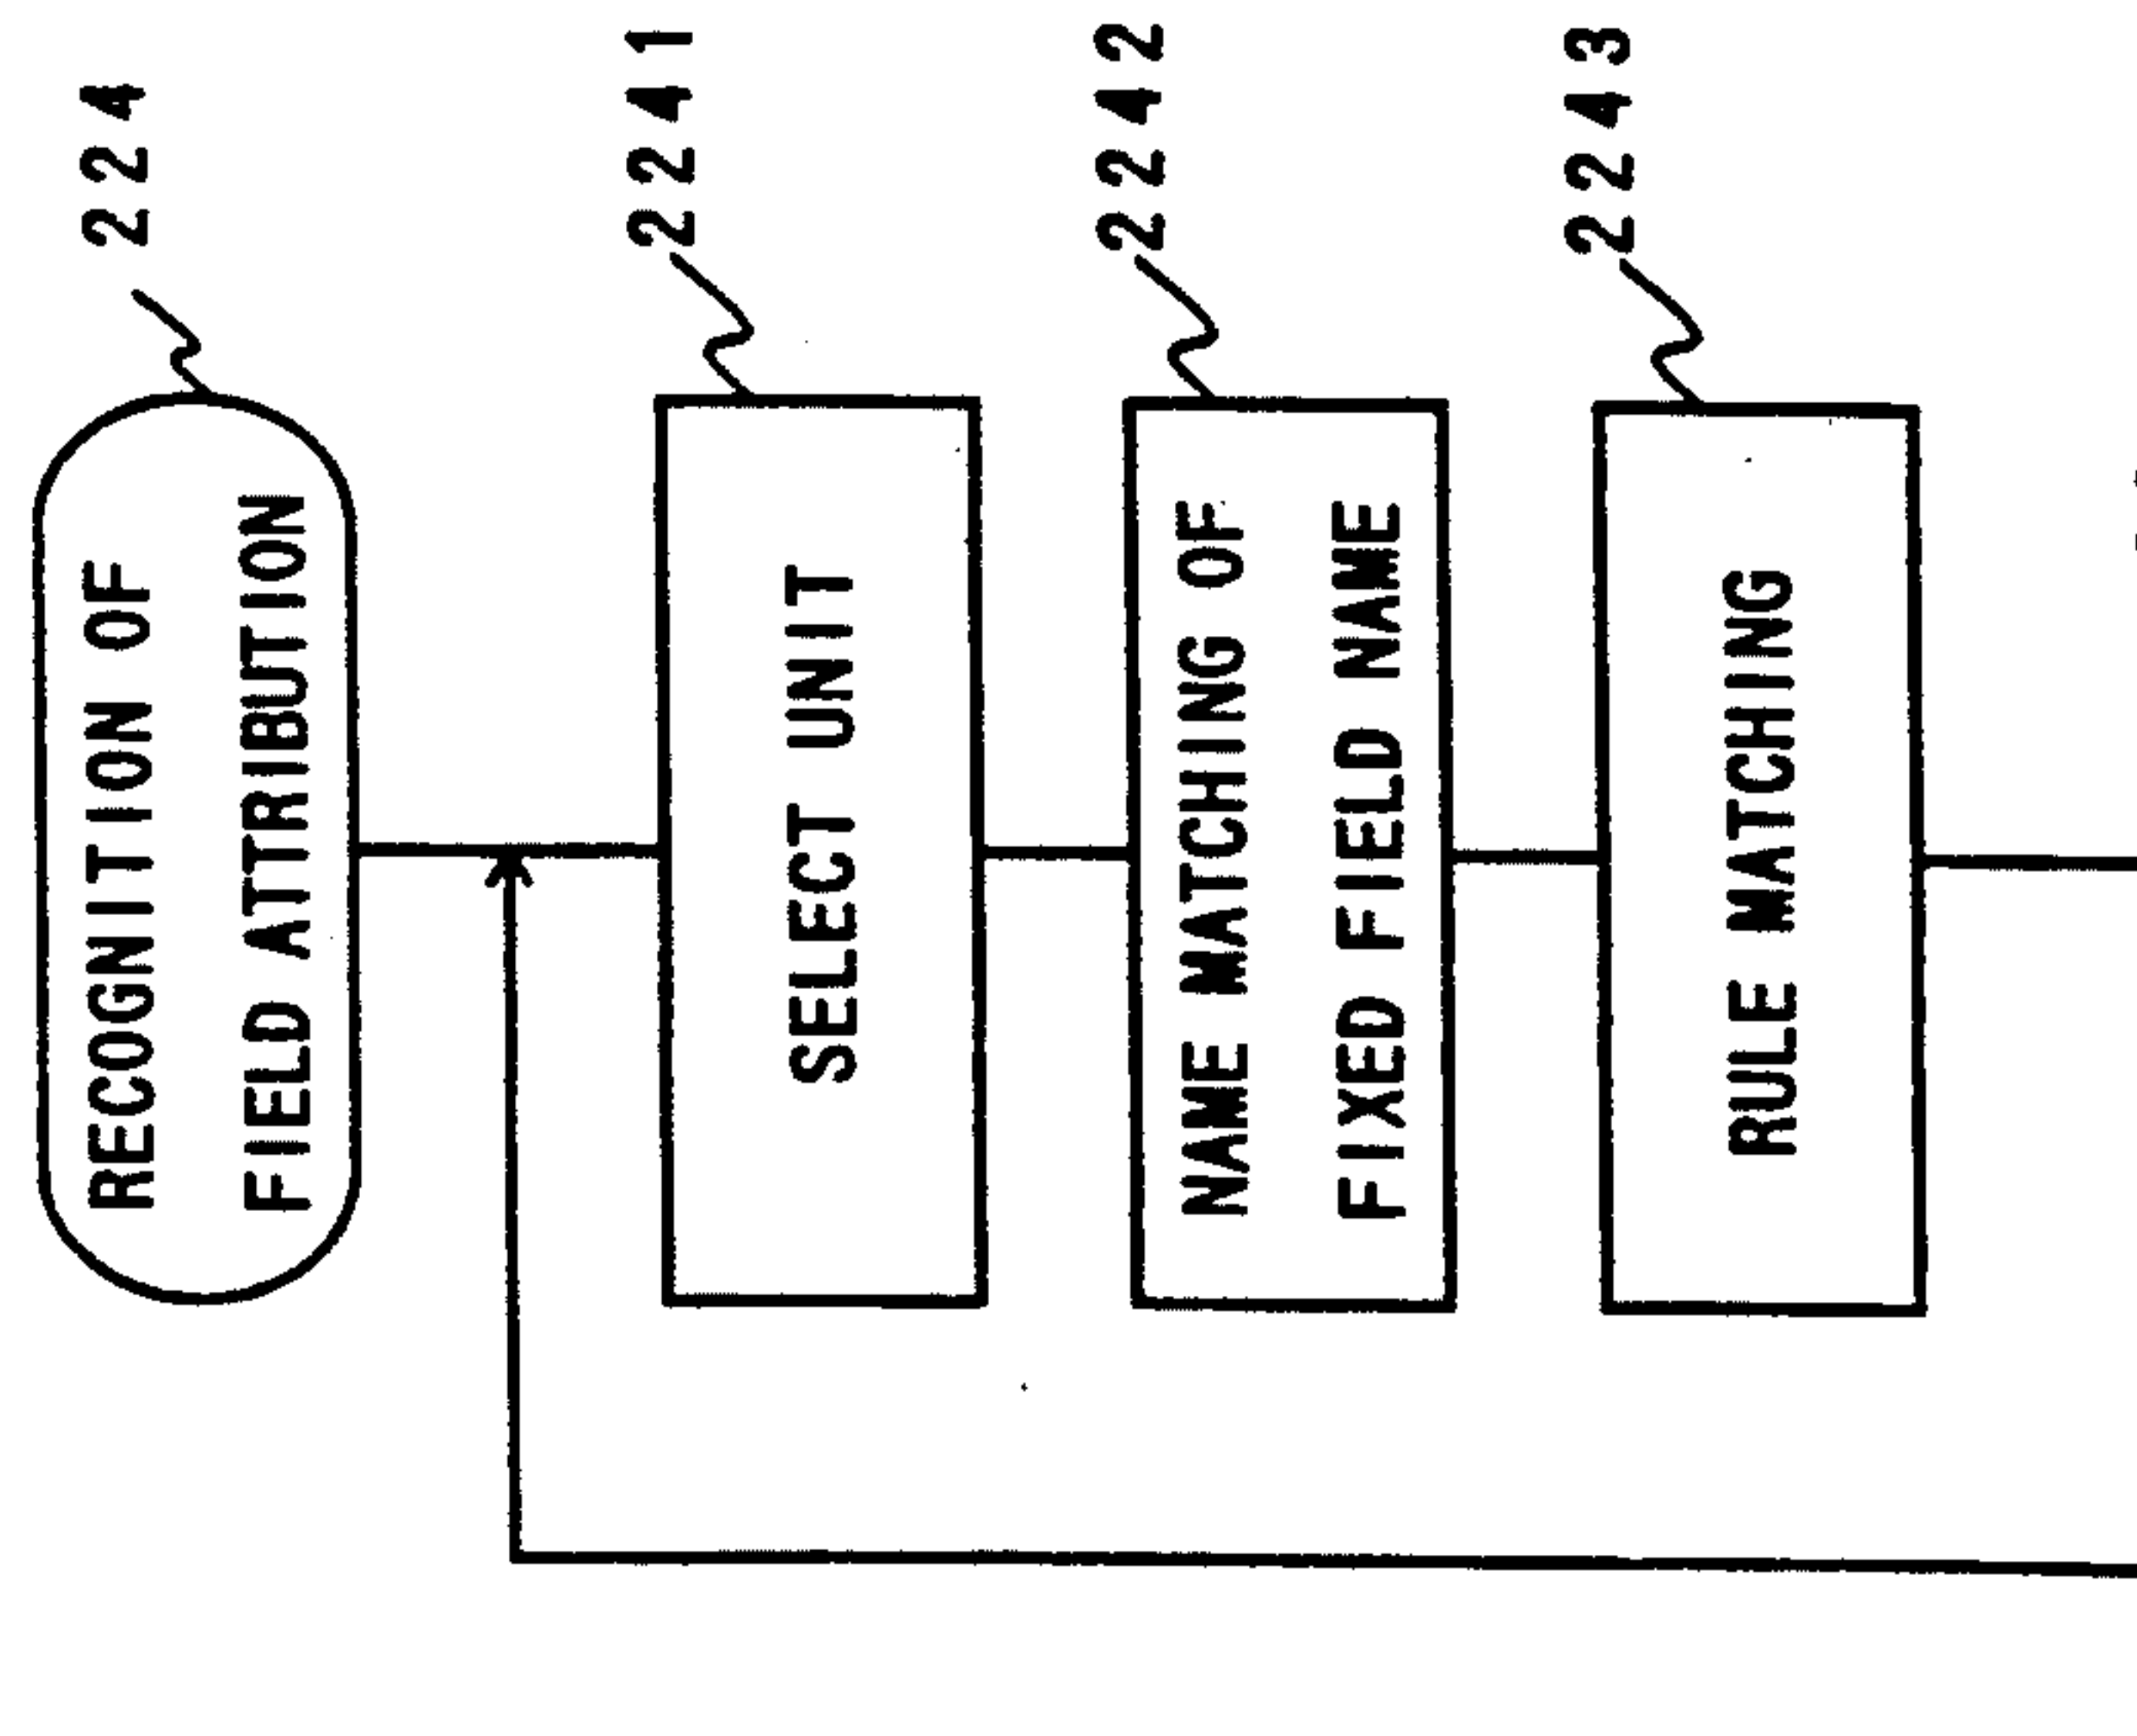 224
RECOGNITION OF
FIELD ATTRIBUTION
2241
SELECT UNIT
2242
NAME MATCHING OF
FIXED FIELD NAME
2243
RULE MATCHING